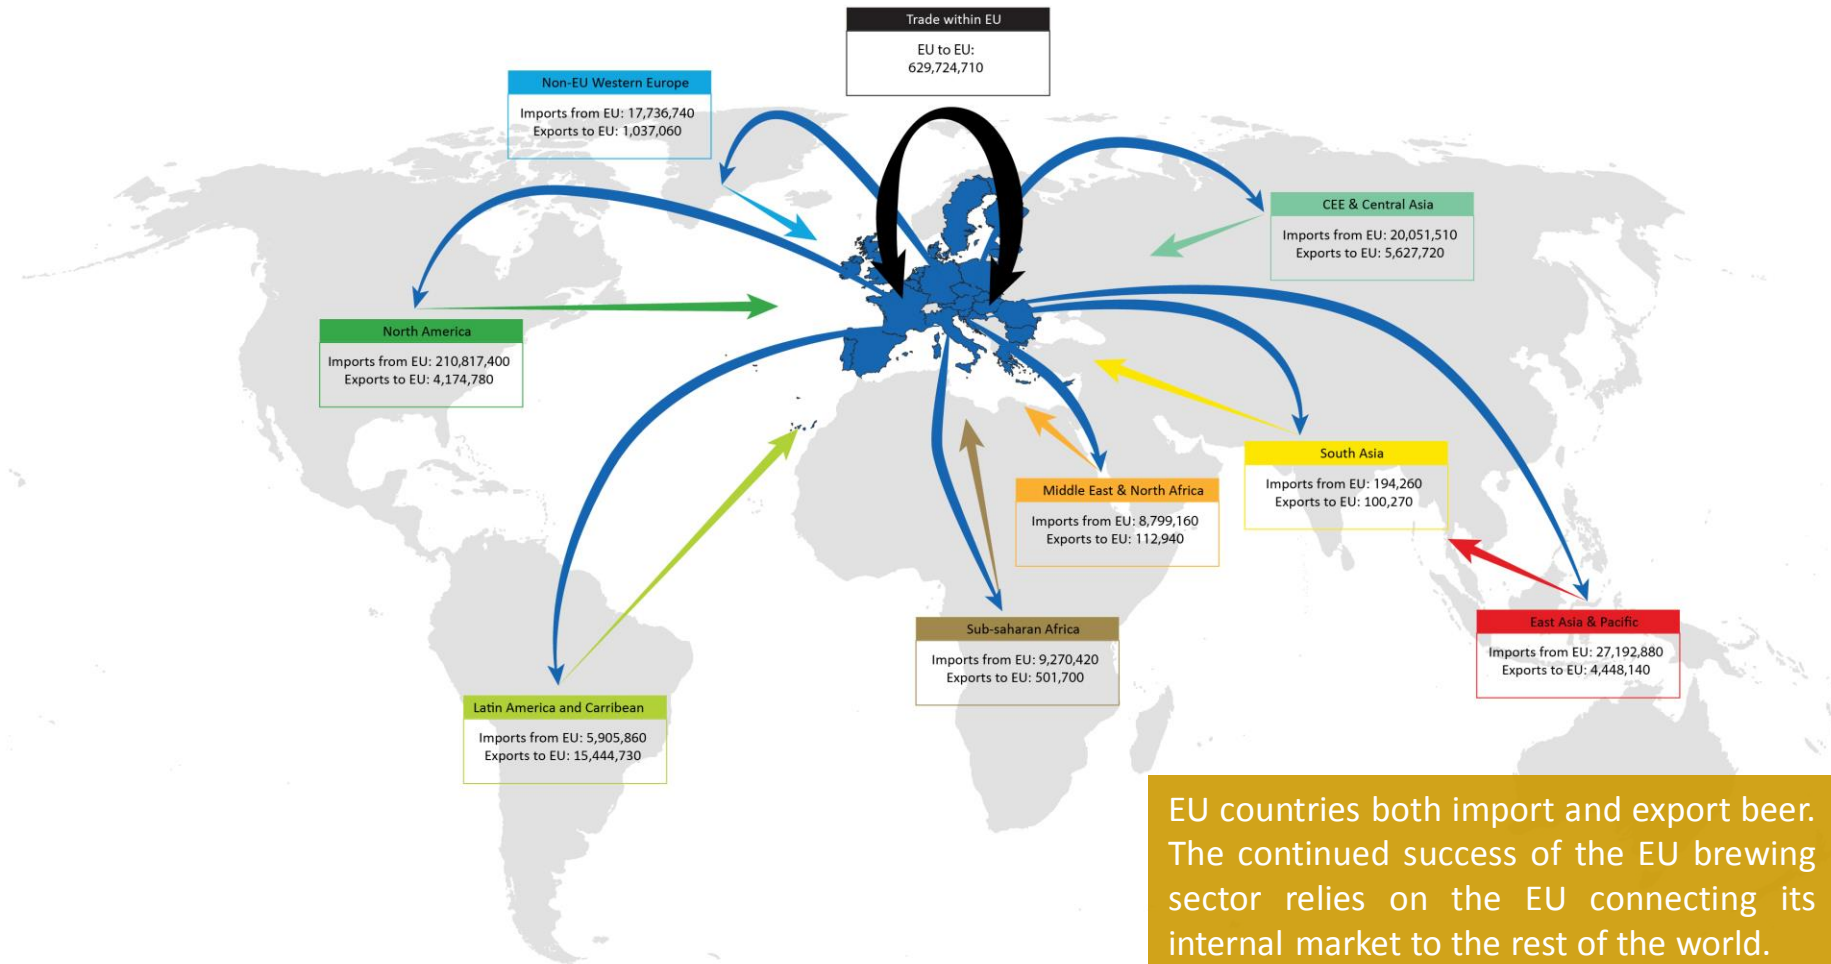 Trade within EU
EU to EU:
629,724,710
Non-EU Western Europe
Imports from EU: 17,736,740
Exports to EU: 1,037,060
CEE & Central Asia
Imports from EU: 20,051,510
Exports to EU: 5,627,720
North America
Imports from EU: 210,817,400
Exports to EU: 4,174,780
South Asia
Imports from EU: 194,260
Exports to EU: 100,270
Middle East & North Africa
Imports from EU: 8,799,160
Exports to EU: 112,940
Sub-saharan Africa
Imports from EU: 9,270,420
Exports to EU: 501,700
East Asia & Pacific
Imports from EU: 27,192,880
Exports to EU: 4,448,140
Latin America and Carribean
Imports from EU: 5,905,860
Exports to EU: 15,444,730
EU countries both import and export beer.
The continued success of the EU brewing
sector relies on the EU connecting its
internal market to the rest of the world.